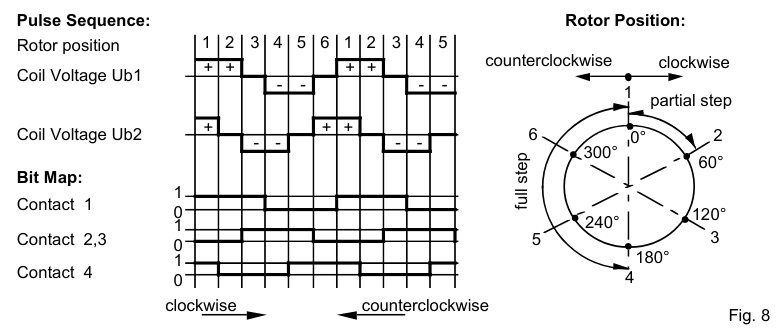 Pulse Sequence:
Rotor Position:
Rotor position 1 2 3 4 5 6 1 2 3 4 5
counterclockwise clockwise
Coil Voltage Ub1 + + - - + + - -
1
partial step
Coil Voltage Ub2 + - - + + - -
6 0° 2
300° 60°
full step
Bit Map:
Contact 1 1 0
240° 120°
5 3
Contact 2,3 1 0
180°
Contact 4 1 0
4
clockwise counterclockwise
Fig. 8